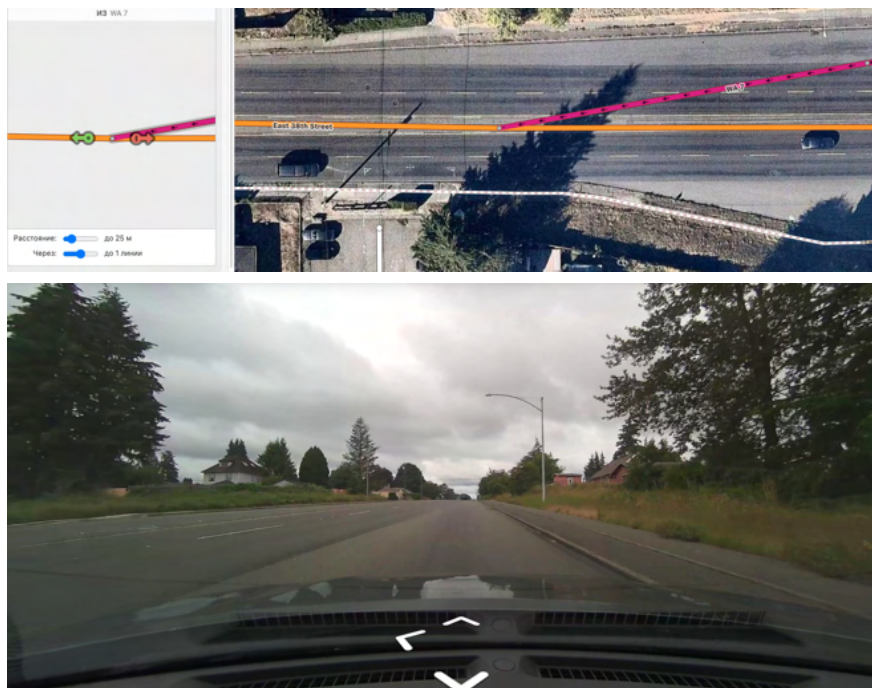 ИЗ WA 7
East 38th Street
WA 7
Расстояние: до 25 м
Через: до 1 линии